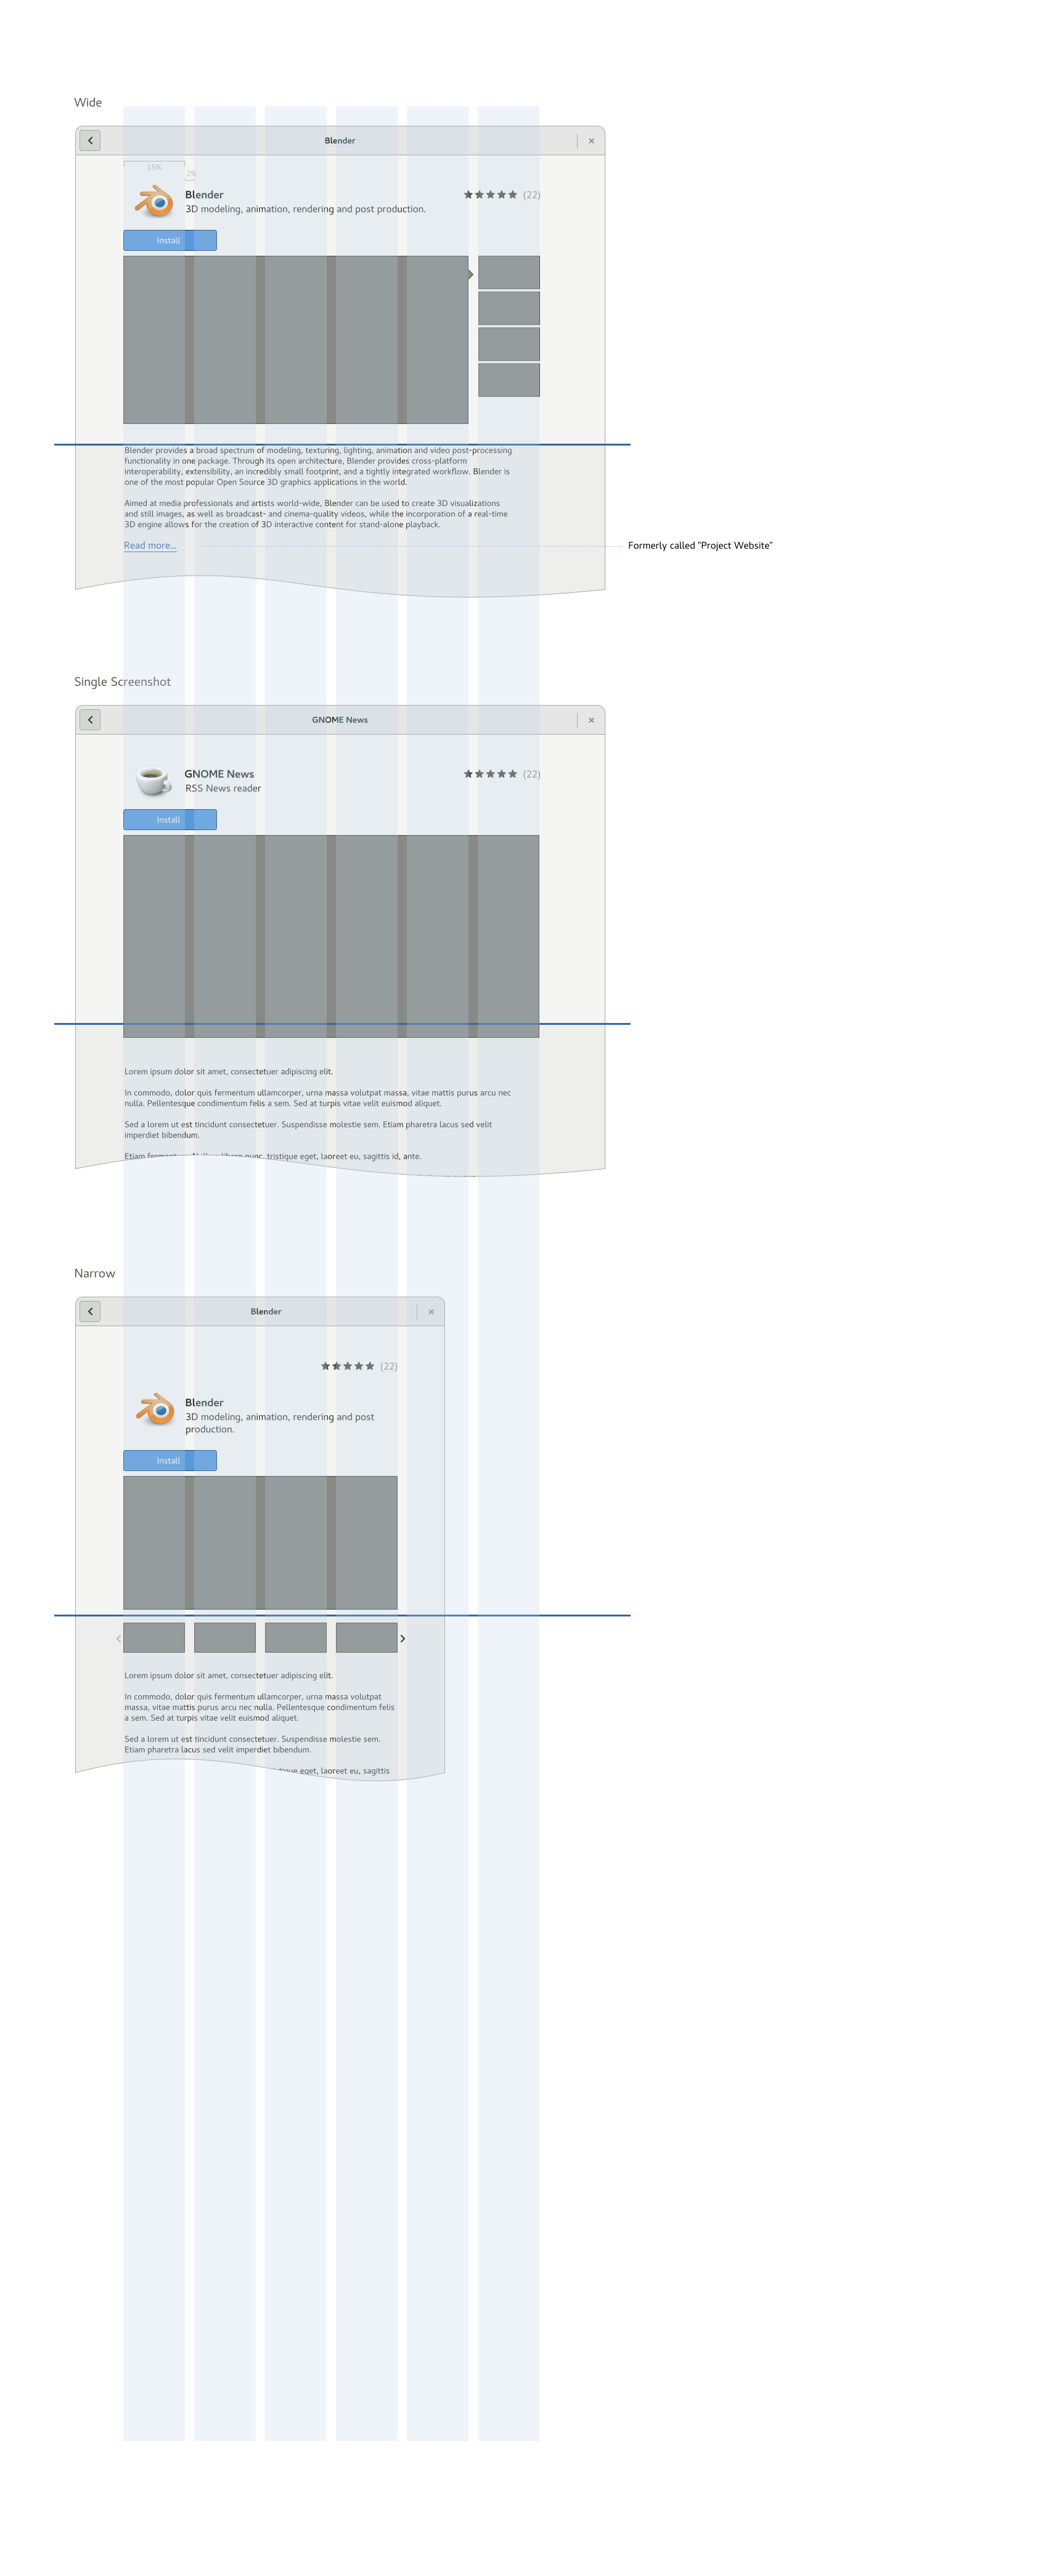 Wide
Blender
15%
2%
Blender
(22)
3D modeling, animation, rendering and post production.
Install
Blender provides a broad spectrum of modeling, texturing, lighting, animation and video post-processing
functionality in one package. Through its open architecture, Blender provides cross-platform
interoperability, extensibility, an incredibly small footprint, and a tightly integrated workflow. Blender is
one of the most popular Open Source 3D graphics applications in the world.
Aimed at media professionals and artists world-wide, Blender can be used to create 3D visualizations
and still images, as well as broadcast- and cinema-quality videos, while the incorporation of a real-time
3D engine allows for the creation of 3D interactive content for stand-alone playback.
Read more...
Formerly called "Project Website"
Single Screenshot
GNOME News
GNOME News
(22)
RSS News reader
Install
Lorem ipsum dolor sit amet, consectetuer adipiscing elit.
In commodo, dolor quis fermentum ullamcorper, urna massa volutpat massa, vitae mattis purus arcu nec
nulla. Pellentesque condimentum felis a sem. Sed at turpis vitae velit euismod aliquet.
Sed a lorem ut est tincidunt consectetuer. Suspendisse molestie sem. Etiam pharetra lacus sed velit
imperdiet bibendum.
Etiam tristique eget, laoreet eu, sagittis id, ante.
Narrow
Blender
(22)
Blender
3D modeling, animation, rendering and post
production.
Install
Lorem ipsum dolor sit amet, consectetuer adipiscing elit.
In commodo, dolor quis fermentum ullamcorper, urna massa volutpat
massa, vitae mattis purus arcu nec nulla. Pellentesque condimentum felis
a sem. Sed at turpis vitae velit euismod aliquet.
Sed a lorem ut est tincidunt consectetuer. Suspendisse molestie sem.
Etiam pharetra lacus sed velit imperdiet bibendum.
eget, laoreet eu, sagittis